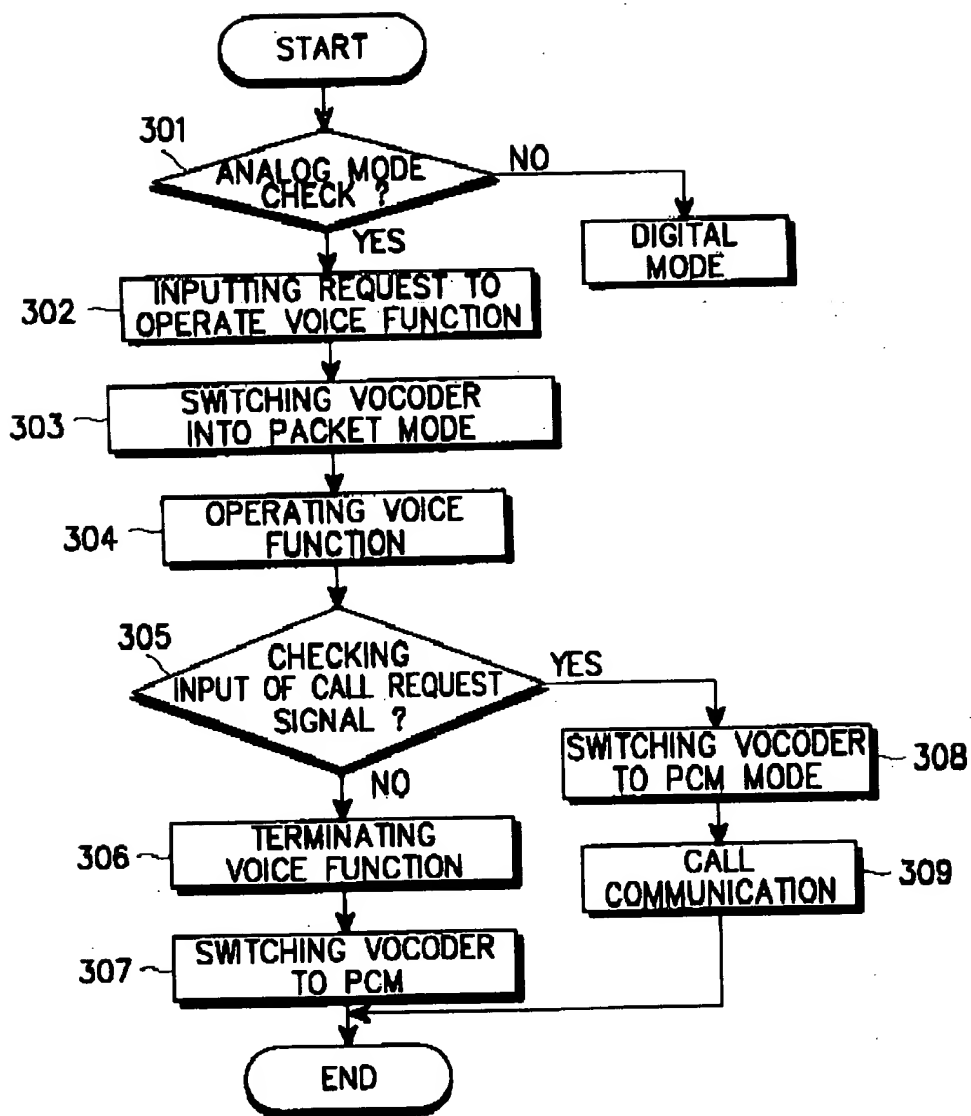 START
301
ANALOG MODE
CHECK ?
NO
DIGITAL
MODE
YES
302
INPUTTING REQUEST TO
OPERATE VOICE FUNCTION
303
SWITCHING VOCODER
INTO PACKET MODE
304
OPERATING VOICE
FUNCTION
305
CHECKING
INPUT OF CALL REQUEST
SIGNAL ?
YES
SWITCHING VOCODER
TO PCM MODE
308
NO
306
TERMINATING
VOICE FUNCTION
CALL
COMMUNICATION
309
307
SWITCHING VOCODER
TO PCM
END